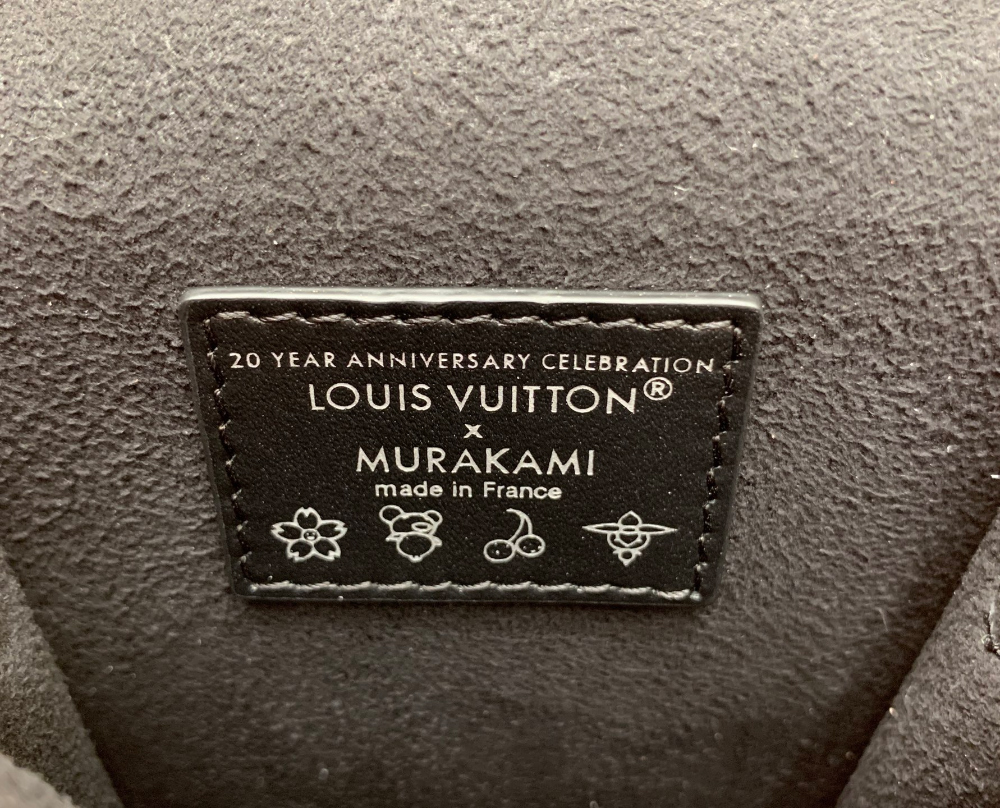 20 YEAR ANNIVERSARY CELEBRATION
LOUIS VUITTON®
x
MURAKAMI
made in France